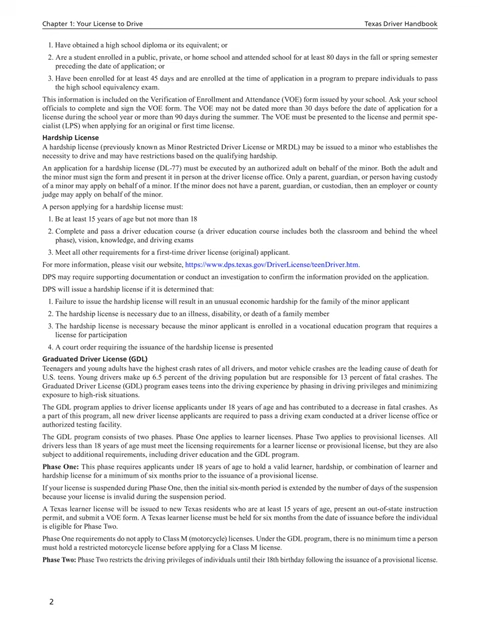 Chapter 1: Your License to Drive
Texas Driver Handbook
1. Have obtained a high school diploma or its equivalent; or
2. Are a student enrolled in a public, private, or home school and attended school for at least 80 days in the fall or spring semester
preceding the date of application; or
3. Have been enrolled for at least 45 days and are enrolled at the time of application in a program to prepare individuals to pass
the high school equivalency exam.
This information is included on the Verification of Enrollment and Attendance (VOE) form issued by your school. Ask your school
officials to complete and sign the VOE form. The VOE may not be dated more than 30 days before the date of application for a
license during the school year or more than 90 days during the summer. The VOE must be presented to the license and permit spe-
cialist (LPS) when applying for an original or first time license.
Hardship License
A hardship license (previously known as Minor Restricted Driver License or MRDL) may be issued to a minor who establishes the
necessity to drive and may have restrictions based on the qualifying hardship.
An application for a hardship license (DL-77) must be executed by an authorized adult on behalf of the minor. Both the adult and
the minor must sign the form and present it in person at the driver license office. Only a parent, guardian, or person having custody
of a minor may apply on behalf of a minor. If the minor does not have a parent, guardian, or custodian, then an employer or county
judge may apply on behalf of the minor.
A person applying for a hardship license must:
1. Be at least 15 years of age but not more than 18
2. Complete and pass a driver education course (a driver education course includes both the classroom and behind the wheel
phase), vision, knowledge, and driving exams
3. Meet all other requirements for a first-time driver license (original) applicant.
For more information, please visit our website, https://www.dps.texas.gov/DriverLicense/teenDriver.htm.
DPS may require supporting documentation or conduct an investigation to confirm the information provided on the application.
DPS will issue a hardship license if it is determined that:
1. Failure to issue the hardship license will result in an unusual economic hardship for the family of the minor applicant
2. The hardship license is necessary due to an illness, disability, or death of a family member
3. The hardship license is necessary because the minor applicant is enrolled in a vocational education program that requires a
license for participation
4. A court order requiring the issuance of the hardship license is presented
Graduated Driver License (GDL)
Teenagers and young adults have the highest crash rates of all drivers, and motor vehicle crashes are the leading cause of death for
U.S. teens. Young drivers make up 6.5 percent of the driving population but are responsible for 13 percent of fatal crashes. The
Graduated Driver License (GDL) program eases teens into the driving experience by phasing in driving privileges and minimizing
exposure to high-risk situations.
The GDL program applies to driver license applicants under 18 years of age and has contributed to a decrease in fatal crashes. As
a part of this program, all new driver license applicants are required to pass a driving exam conducted at a driver license office or
authorized testing facility.
The GDL program consists of two phases. Phase One applies to learner licenses. Phase Two applies to provisional licenses. All
drivers less than 18 years of age must meet the licensing requirements for a learner license or provisional license, but they are also
subject to additional requirements, including driver education and the GDL program.
Phase One: This phase requires applicants under 18 years of age to hold a valid learner, hardship, or combination of learner and
hardship license for a minimum of six months prior to the issuance of a provisional license.
If your license is suspended during Phase One, then the initial six-month period is extended by the number of days of the suspension
because your license is invalid during the suspension period.
A Texas learner license will be issued to new Texas residents who are at least 15 years of age, present an out-of-state instruction
permit, and submit a VOE form. A Texas learner license must be held for six months from the date of issuance before the individual
is eligible for Phase Two.
Phase One requirements do not apply to Class M (motorcycle) licenses. Under the GDL program, there is no minimum time a person
must hold a restricted motorcycle license before applying for a Class M license.
Phase Two: Phase Two restricts the driving privileges of individuals until their 18th birthday following the issuance of a provisional license.
2